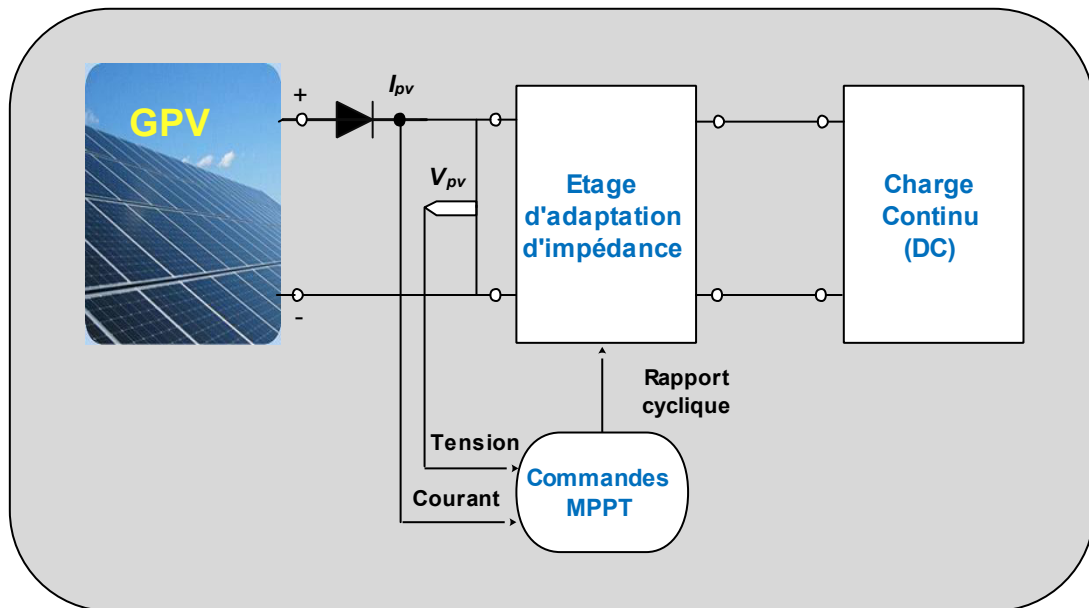 GPV
+
-
Ipv
Vpv
Etage
d'adaptation
d'impédance
Charge
Continu
(DC)
Rapport
cyclique
Tension
Courant
Commandes
MPPT